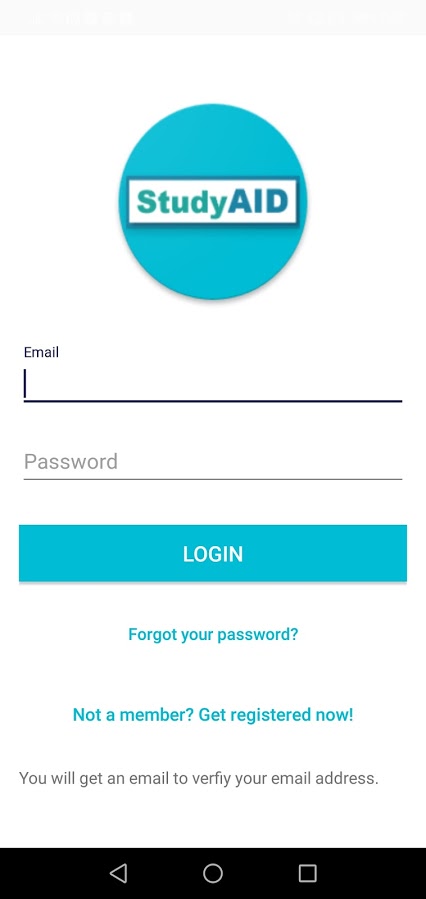 StudyAID
Email
Password
LOGIN
Forgot your password?
Not a member? Get registered now!
You will get an email to verfiy your email address.